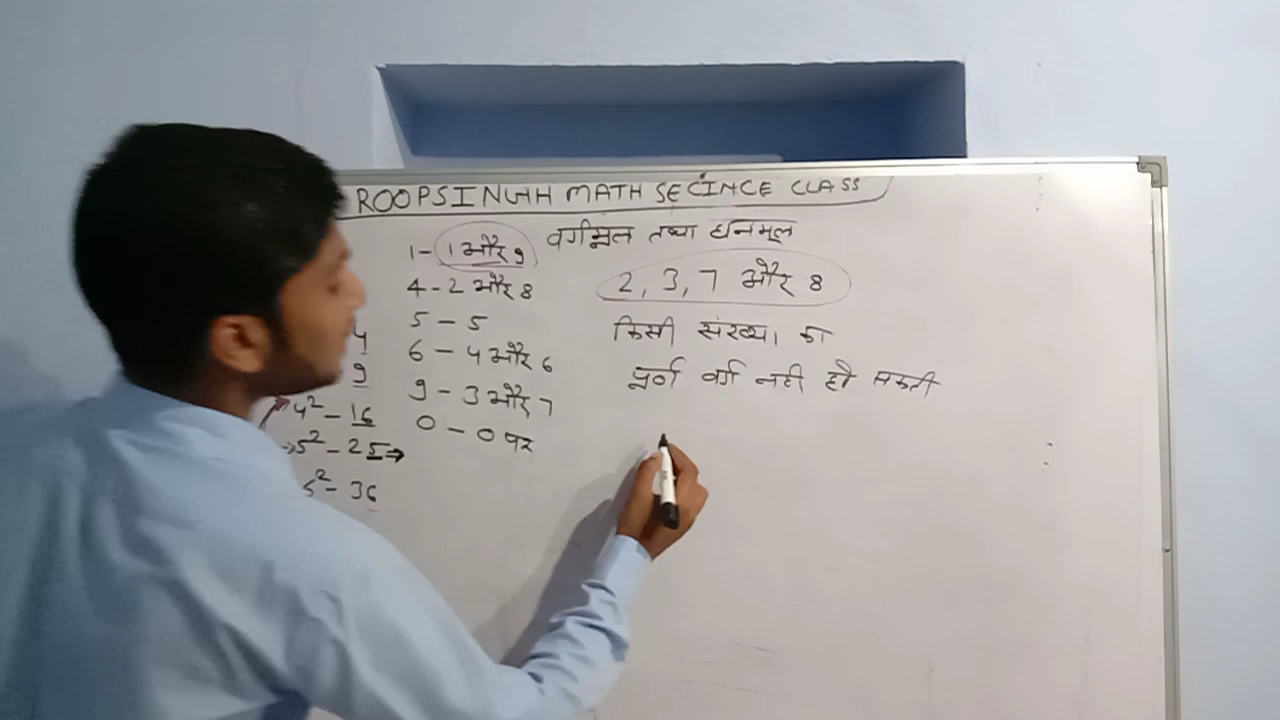 ROOPSINGH MATH SECINCE CLASS
वर्गमूल तथा घनमूल
1 - 1 और 9
4 - 2 और 8
5 - 5
6 - 4 और 6
9 - 3 और 7
0 - 0 पर
2, 3, 7 और 8
किसी संख्या का
पूर्ण वर्ग नही हो सकती
4
9
4² - 16
→5² - 25→
6² - 36